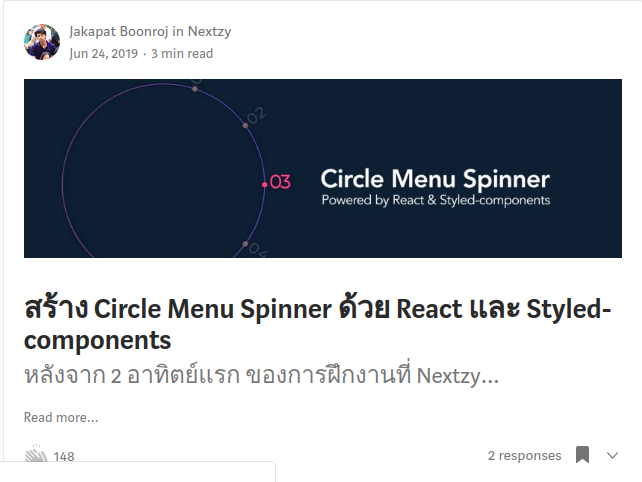 Jakapat Boonroj in Nextzy
Jun 24, 2019 · 3 min read
02
03
Circle Menu Spinner
Powered by React & Styled-components
04
สร้าง Circle Menu Spinner ด้วย React และ Styled-
components
หลังจาก 2 อาทิตย์แรก ของการฝึกงานที่ Nextzy...
Read more...
148
2 responses